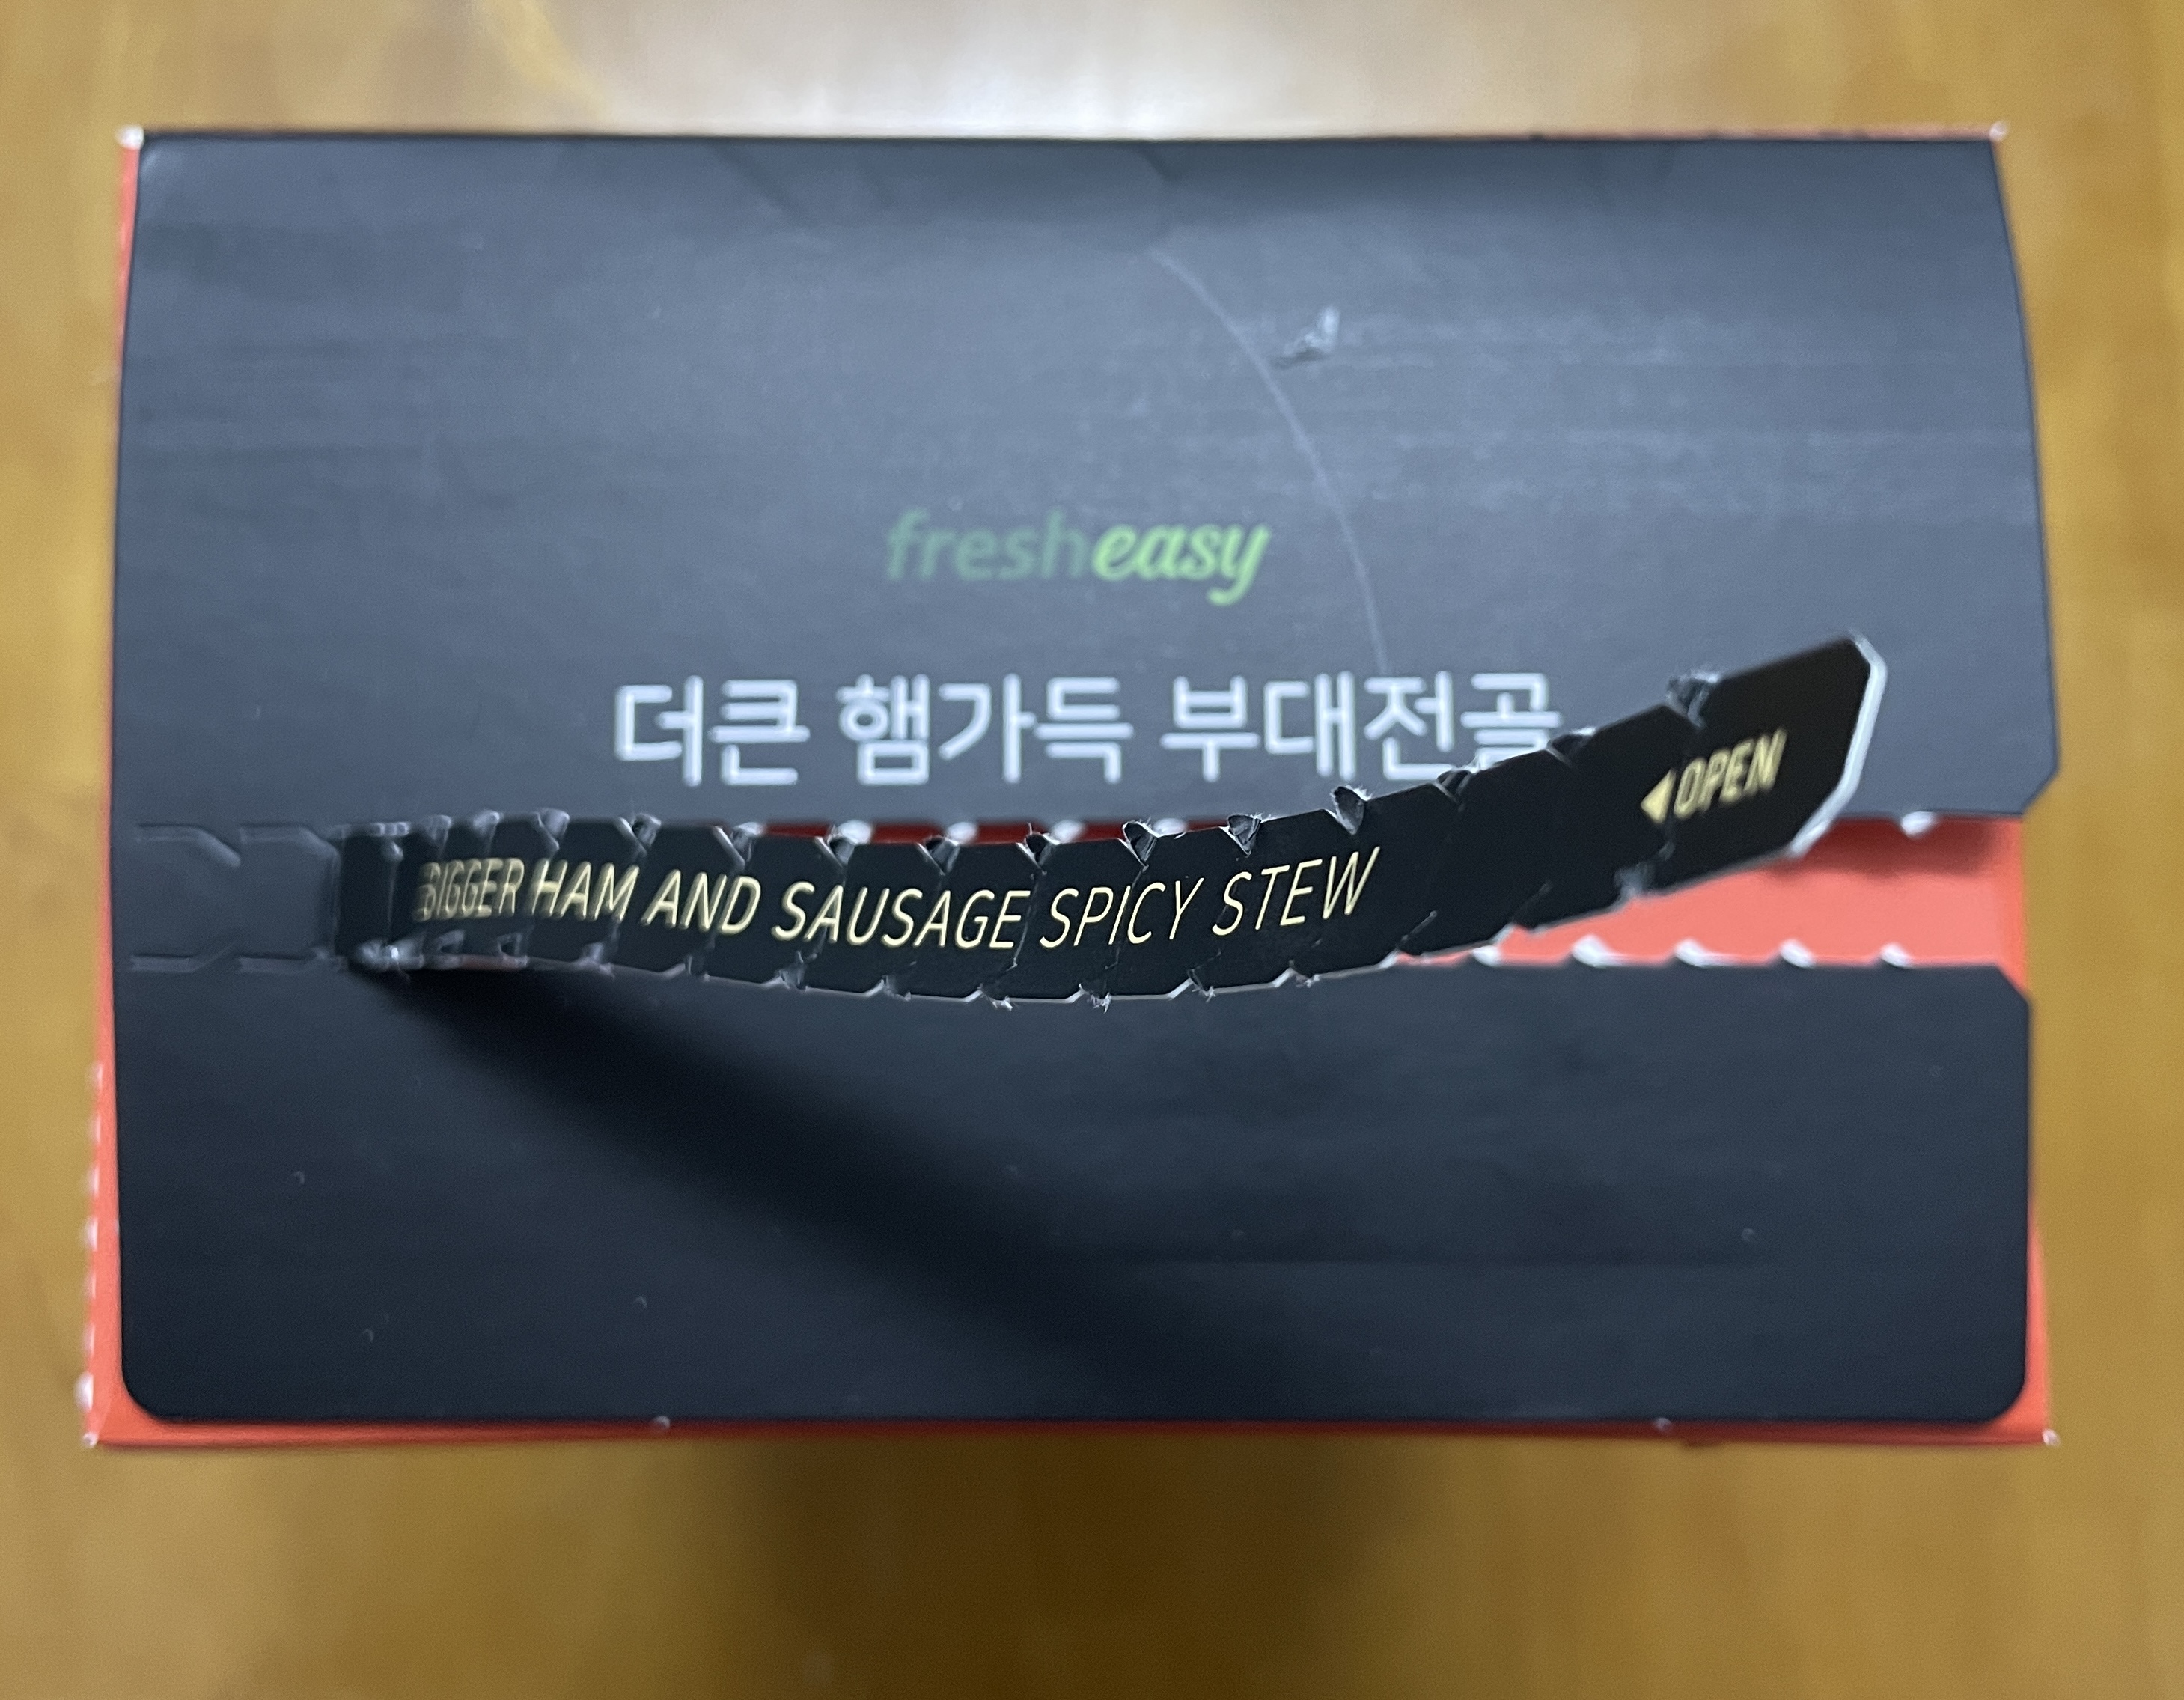 fresheasy
더큰 햄가득 부대전골
◀OPEN
BIGGER HAM AND SAUSAGE SPICY STEW